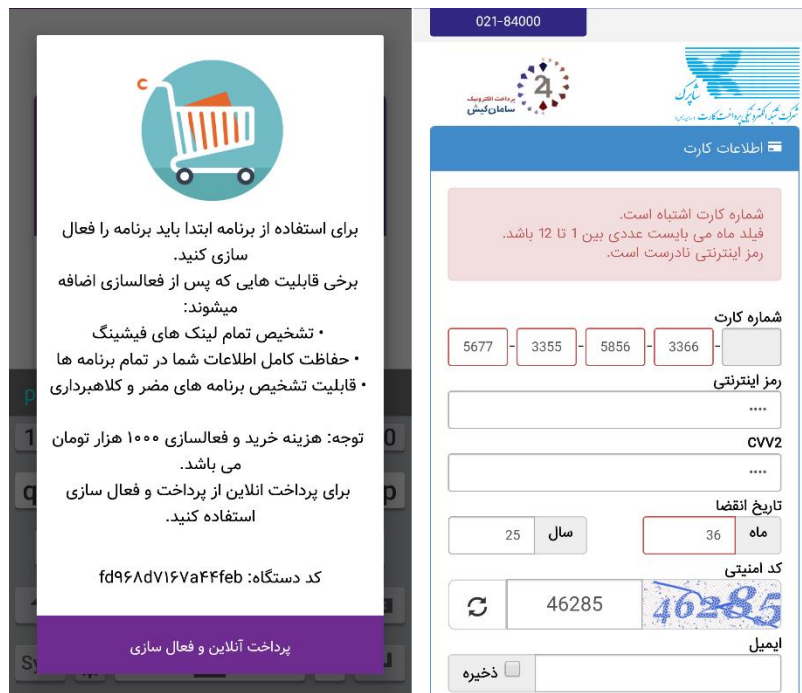 برای استفاده از برنامه ابتدا باید برنامه را فعال
سازی کنید.
برخی قابلیت هایی که پس از فعالسازی اضافه
میشوند:
• تشخیص تمام لینک های فیشینگ
• حفاظت کامل اطلاعات شما در تمام برنامه ها
• قابلیت تشخیص برنامه های مضر و کلاهبرداری
توجه: هزینه خرید و فعالسازی ۱۰۰۰ هزار تومان
می باشد.
برای پرداخت انلاین از پرداخت و فعال سازی
استفاده کنید.
کد دستگاه: fd۹۶۸d۷۱۶۷a۴۴feb
پرداخت آنلاین و فعال سازی
021-84000
شاپرک
شرکت شبکه الکترونیکی پرداخت کارت
24
پرداخت الکترونیک
سامان کیش
اطلاعات کارت
شماره کارت اشتباه است.
فیلد ماه می بایست عددی بین 1 تا 12 باشد.
رمز اینترنتی نادرست است.
شماره کارت
5677 - 3355 - 5856 - 3366 -
رمز اینترنتی
••••
CVV2
••••
تاریخ انقضا
ماه 36 سال 25
کد امنیتی
46285 46285
ایمیل
ذخیره